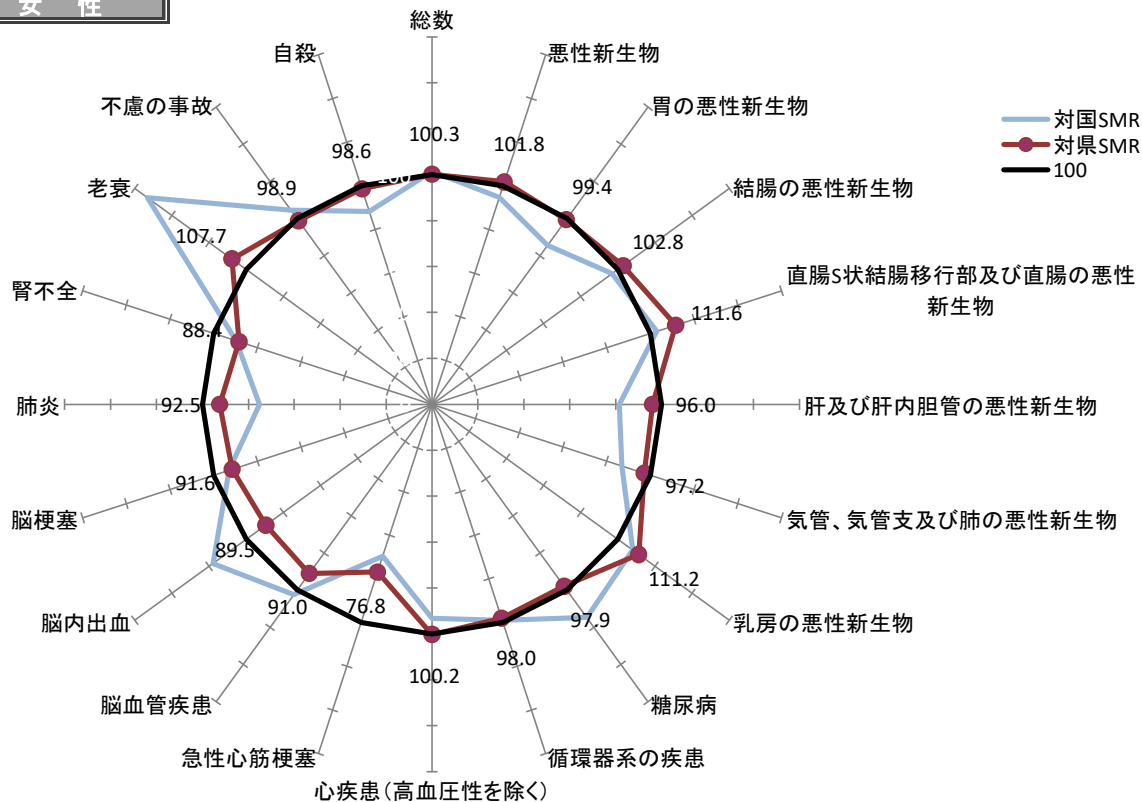 女 性
総数
悪性新生物
胃の悪性新生物
結腸の悪性新生物
直腸S状結腸移行部及び直腸の悪性
新生物
肝及び肝内胆管の悪性新生物
気管、気管支及び肺の悪性新生物
乳房の悪性新生物
糖尿病
循環器系の疾患
心疾患(高血圧性を除く)
急性心筋梗塞
脳血管疾患
脳内出血
脳梗塞
肺炎
腎不全
老衰
不慮の事故
自殺
100.3
101.8
99.4
102.8
111.6
96.0
97.2
111.2
97.9
98.0
100.2
76.8
91.0
89.5
91.6
92.5
88.4
107.7
98.9
98.6
100
対国SMR
対県SMR
100